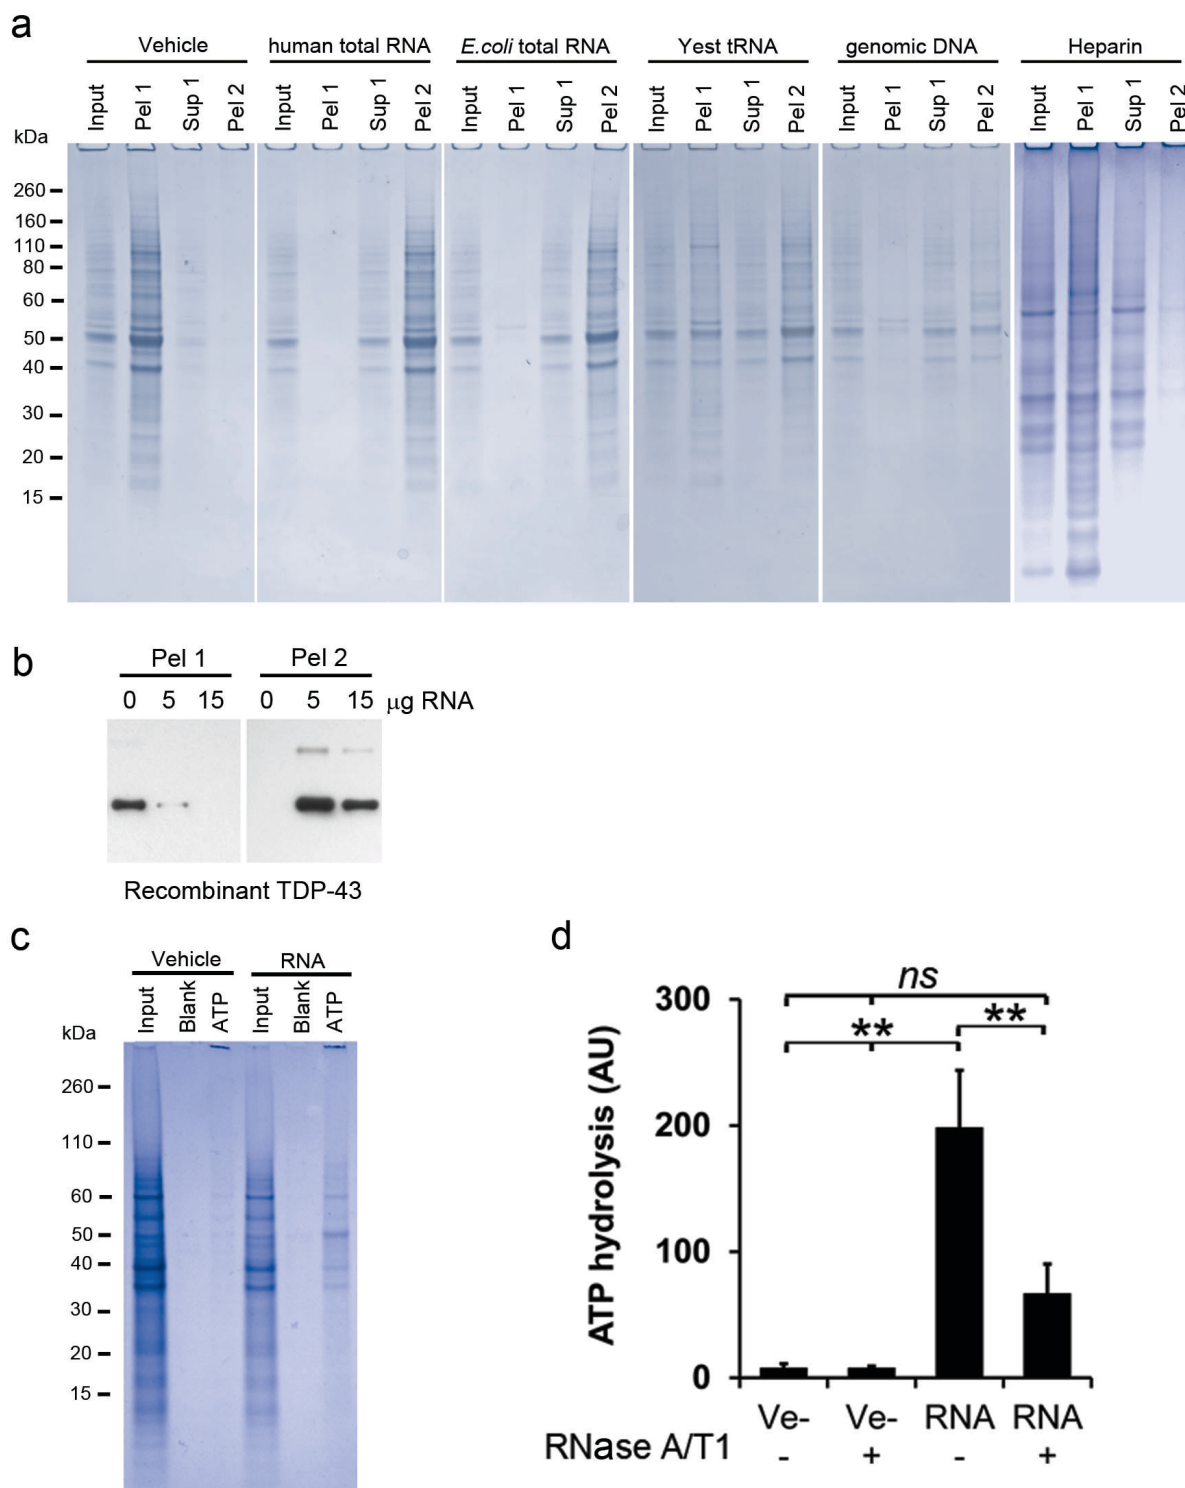 a
Vehicle human total RNA E.coli total RNA Yest tRNA genomic DNA Heparin
Input Pel 1 Sup 1 Pel 2 Input Pel 1 Sup 1 Pel 2 Input Pel 1 Sup 1 Pel 2 Input Pel 1 Sup 1 Pel 2 Input Pel 1 Sup 1 Pel 2 Input Pel 1 Sup 1 Pel 2
kDa
260
160
110
80
60
50
40
30
20
15
b
Pel 1 Pel 2
0 5 15 0 5 15 µg RNA
Recombinant TDP-43
c
Vehicle RNA
Input Blank ATP Input Blank ATP
kDa
260
110
60
50
40
30
20
15
d
ns
** **
ATP hydrolysis (AU)
300
200
100
0
Ve- Ve- RNA RNA
RNase A/T1 - + - +